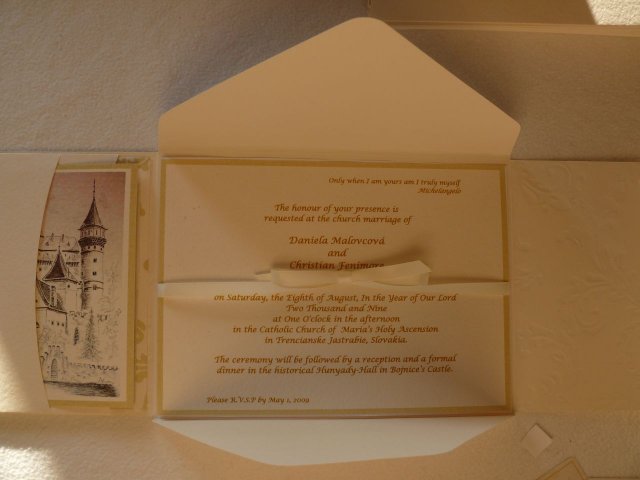 Only when I am yours am I truly myself
Michelangelo
The honour of your presence is
requested at the church marriage of
Daniela Malovcová
and
Christian Fenimore
on Saturday, the Eighth of August, In the Year of Our Lord
Two Thousand and Nine
at One O'clock in the afternoon
in the Catholic Church of Maria's Holy Ascension
in Trencianske Jastrabie, Slovakia.
The ceremony will be followed by a reception and a formal
dinner in the historical Hunyady-Hall in Bojnice's Castle.
Please R.V.S.P by May 1, 2009